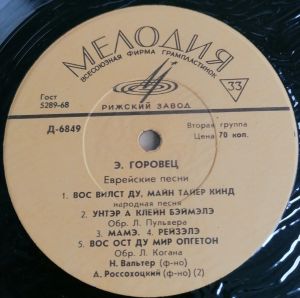 МЕЛОДИЯ
ВСЕСОЮЗНАЯ ФИРМА ГРАМПЛАСТИНОК
33
Гост
5289-68
РИЖСКИЙ ЗАВОД
Д-6849
Вторая группа
Цена 70 коп.
Э. ГОРОВЕЦ
Еврейские песни
1. ВОС ВИЛСТ ДУ, МАЙН ТАЙЕР КИНД
народная песня
2. УНТЭР А КЛЕЙН БЭЙМЭЛЭ
Обр. Л. Пульвера
3. МАМЭ. 4. РЕЙЗЭЛЭ
5. ВОС ОСТ ДУ МИР ОПГЕТОН
Обр. Л. Когана
Н. Вальтер (ф-но)
А. Россохоцкий (ф-но) (2)